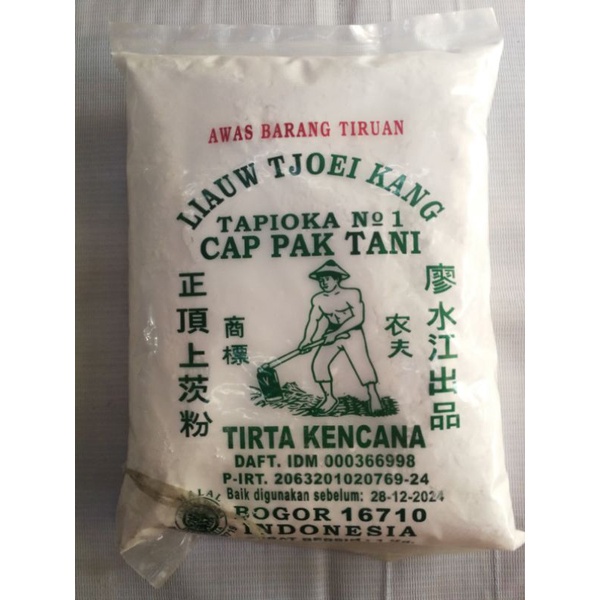 AWAS BARANG TIRUAN
LIAUW TJOEI KANG
TAPIOKA No 1
CAP PAK TANI
正頂上茨粉
商標
农夫
廖水江出品
TIRTA KENCANA
DAFT. IDM 000366998
P-IRT. 2063201020769-24
Baik digunakan sebelum: 28-12-2024
BOGOR 16710
INDONESIA